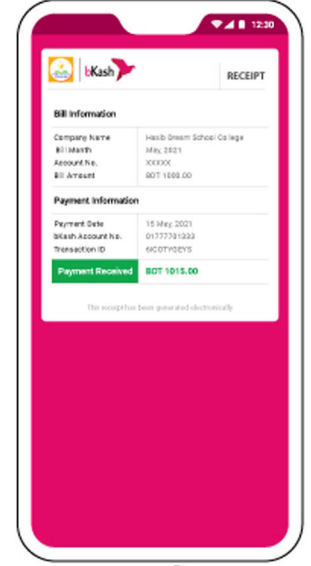 12:30
bKash
RECEIPT
Bill Information
Company Name Hasib Dream School College
Bill Month May, 2021
Account No. XXXXX
Bill Amount BDT 1000.00
Payment Information
Payment Date 15 May, 2021
bKash Account No. 01777701333
Transaction ID
Payment Received BDT 1015.00
This receipt has been generated electronically